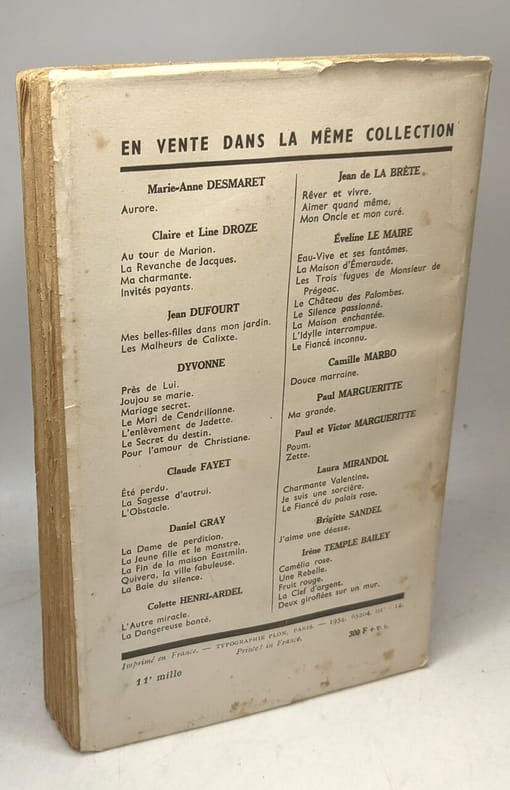 EN VENTE DANS LA MÊME COLLECTION
Marie-Anne DESMARET
Aurore.
Claire et Line DROZE
Au tour de Marion.
La Revanche de Jacques.
Ma charmante.
Invités payants.
Jean DUFOURT
Mes belles-filles dans mon jardin.
Les Malheurs de Calixte.
DYVONNE
Près de Lui.
Joujou se marie.
Mariage secret.
Le Mari de Cendrillonne.
L'enlèvement de Jadette.
Le Secret du destin.
Pour l'amour de Christiane.
Claude FAYET
Été perdu.
La Sagesse d'autrui.
L'Obstacle.
Daniel GRAY
La Dame de perdition.
La Jeune fille et le monstre.
La Fin de la maison Eastmiln.
Quivera, la ville fabuleuse.
La Baie du silence.
Colette HENRI-ARDEL
L'Autre miracle.
La Dangereuse bonté.
Jean de LA BRÈTE
Rêver et vivre.
Aimer quand même.
Mon Oncle et mon curé.
Éveline LE MAIRE
Eau-Vive et ses fantômes.
La Maison d'Émeraude.
Les Trois fugues de Monsieur de
Prégeac.
Le Château des Palombes.
Le Silence passionné.
La Maison enchantée.
L'Idylle interrompue.
Le Fiancé inconnu.
Camille MARBO
Douce marraine.
Paul MARGUERITTE
Ma grande.
Paul et Victor MARGUERITTE
Poum.
Zette.
Laura MIRANDOL
Charmante Valentine.
Je suis une sorcière.
Le Fiancé du palais rose.
Brigitte SANDEL
J'aime une déesse.
Irène TEMPLE BAILEY
Camélia rose.
Une Rebelle.
Fruit rouge.
La Clef d'argent.
Deux giroflées sur un mur.
Imprimé en France. — TYPOGRAPHIE PLON, PARIS. — 1954. 65204.
Printed in France.
300 F
11e mille